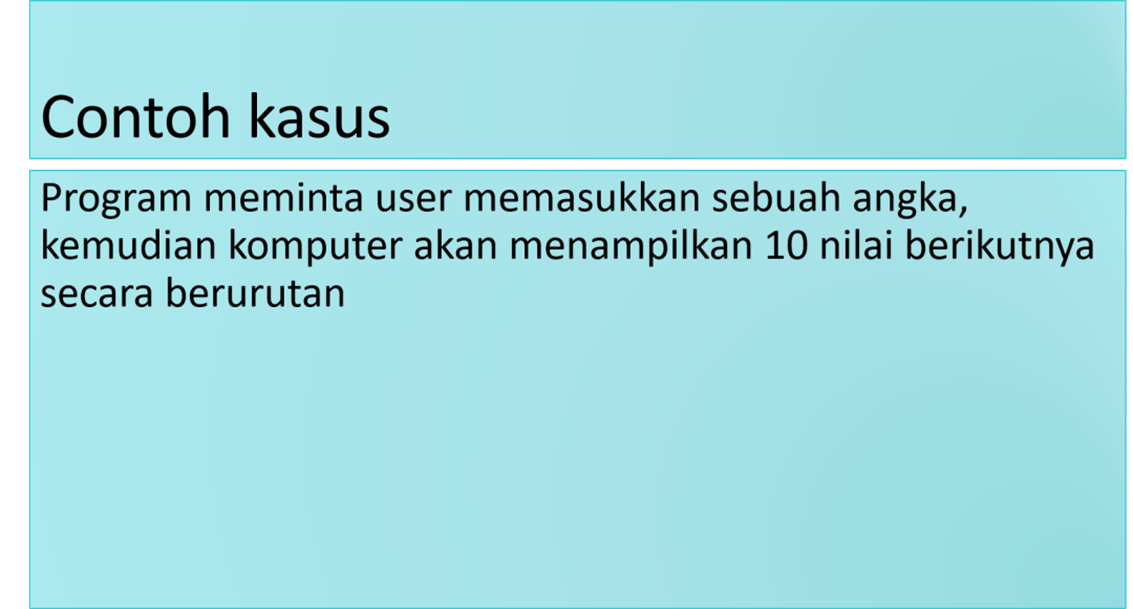 Contoh kasus
Program meminta user memasukkan sebuah angka,
kemudian komputer akan menampilkan 10 nilai berikutnya
secara berurutan